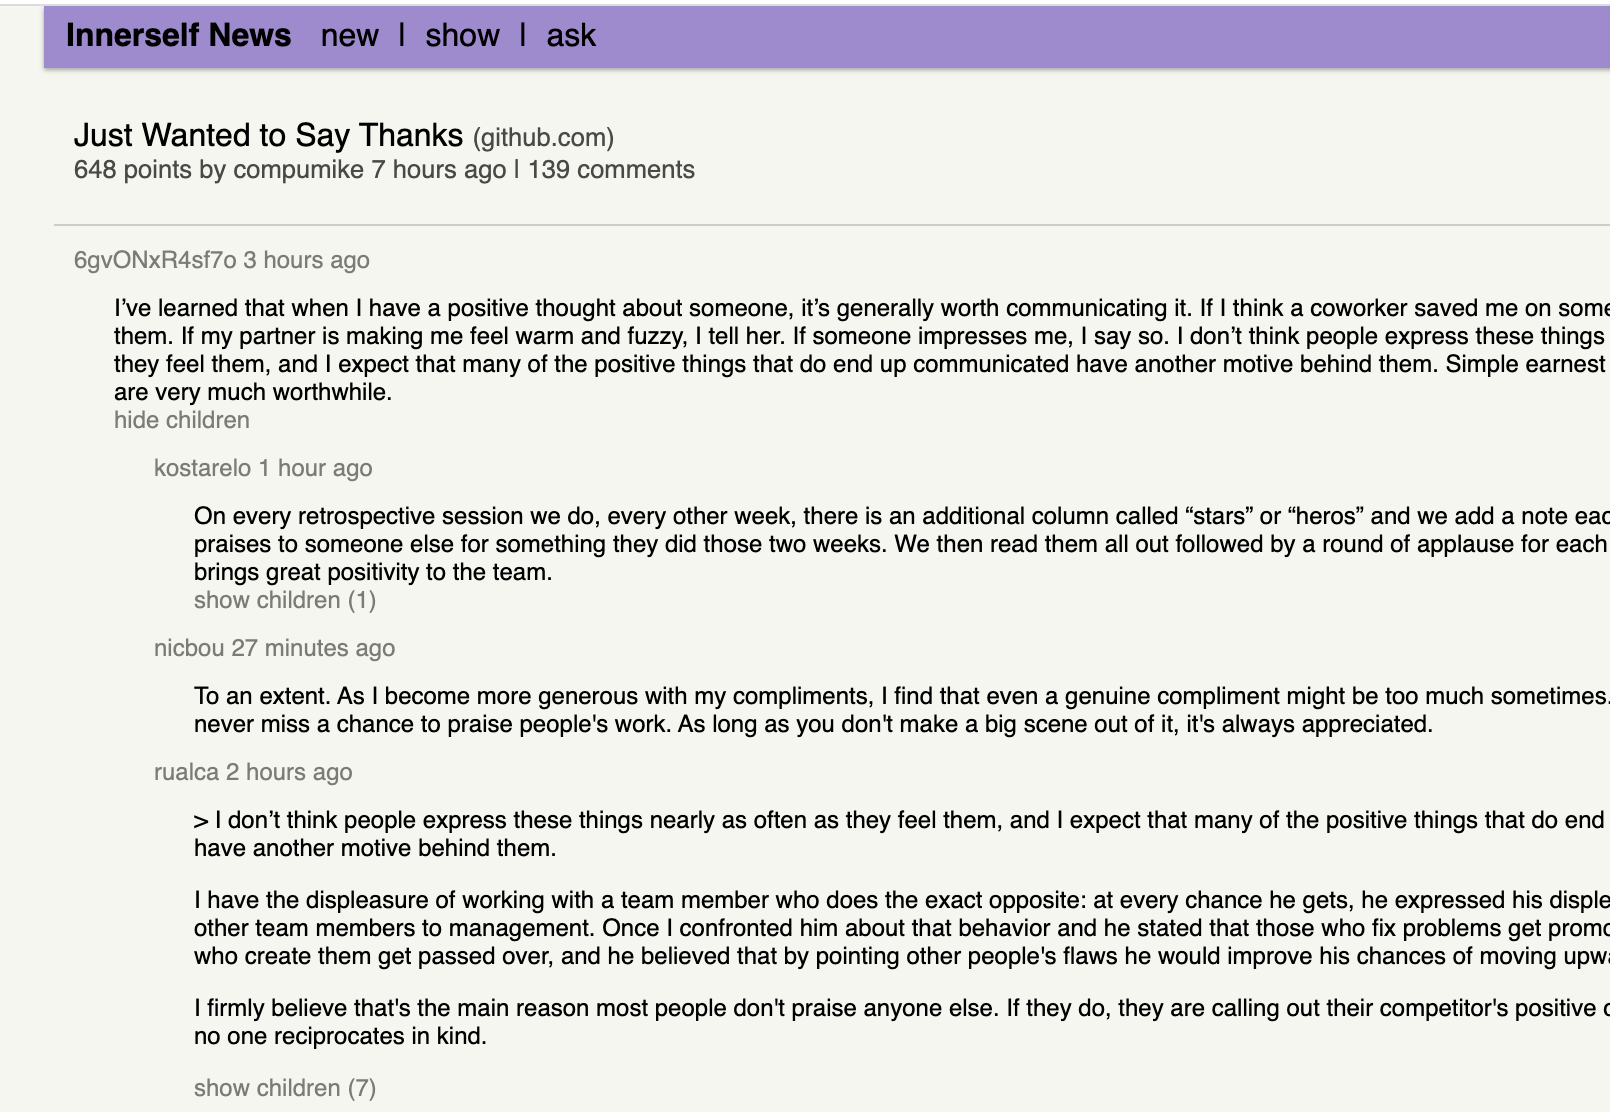 Innerself News new | show | ask
Just Wanted to Say Thanks (github.com)
648 points by compumike 7 hours ago | 139 comments
6gvONxR4sf7o 3 hours ago
I’ve learned that when I have a positive thought about someone, it’s generally worth communicating it. If I think a coworker saved me on some
them. If my partner is making me feel warm and fuzzy, I tell her. If someone impresses me, I say so. I don’t think people express these things
they feel them, and I expect that many of the positive things that do end up communicated have another motive behind them. Simple earnest
are very much worthwhile.
hide children
kostarelo 1 hour ago
On every retrospective session we do, every other week, there is an additional column called “stars” or “heros” and we add a note eac
praises to someone else for something they did those two weeks. We then read them all out followed by a round of applause for each
brings great positivity to the team.
show children (1)
nicbou 27 minutes ago
To an extent. As I become more generous with my compliments, I find that even a genuine compliment might be too much sometimes.
never miss a chance to praise people's work. As long as you don't make a big scene out of it, it's always appreciated.
rualca 2 hours ago
> I don’t think people express these things nearly as often as they feel them, and I expect that many of the positive things that do end
have another motive behind them.
I have the displeasure of working with a team member who does the exact opposite: at every chance he gets, he expressed his disple
other team members to management. Once I confronted him about that behavior and he stated that those who fix problems get promo
who create them get passed over, and he believed that by pointing other people's flaws he would improve his chances of moving upwa
I firmly believe that's the main reason most people don't praise anyone else. If they do, they are calling out their competitor's positive
no one reciprocates in kind.
show children (7)